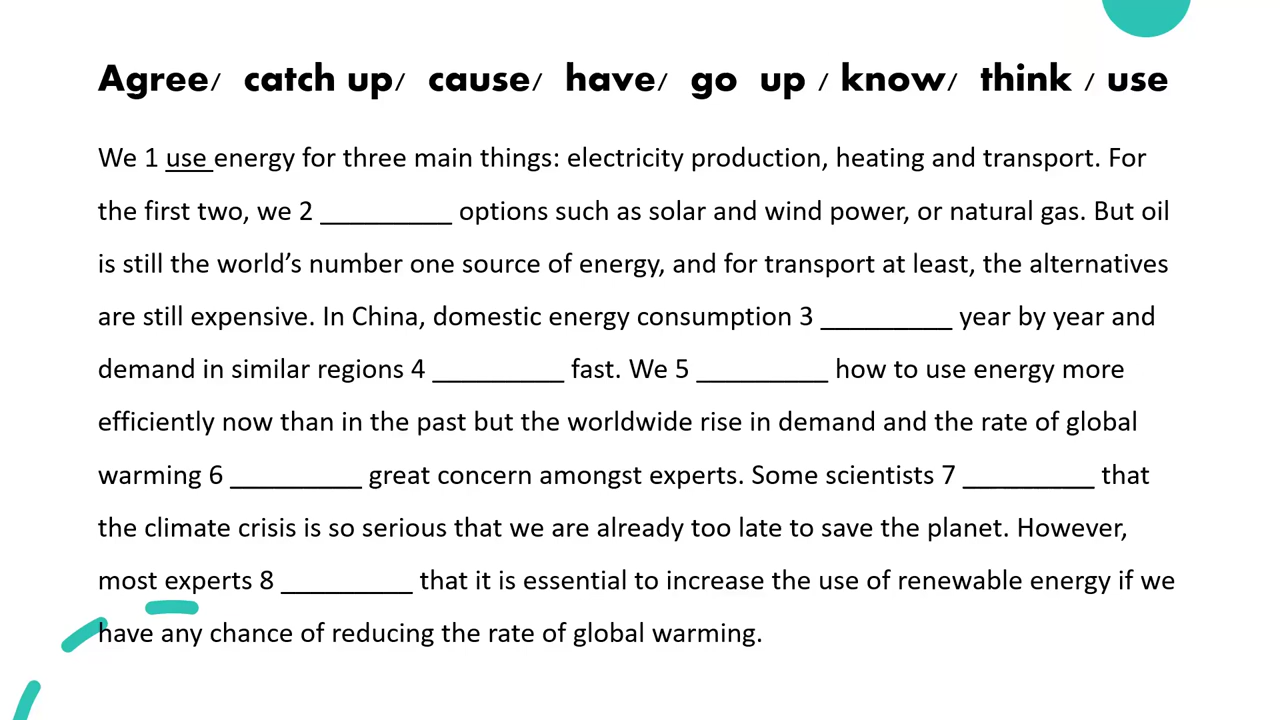 Agree/ catch up/ cause/ have/ go up / know/ think / use
We 1 use energy for three main things: electricity production, heating and transport. For
the first two, we 2 _________ options such as solar and wind power, or natural gas. But oil
is still the world’s number one source of energy, and for transport at least, the alternatives
are still expensive. In China, domestic energy consumption 3 _________ year by year and
demand in similar regions 4 _________ fast. We 5 _________ how to use energy more
efficiently now than in the past but the worldwide rise in demand and the rate of global
warming 6 _________ great concern amongst experts. Some scientists 7 _________ that
the climate crisis is so serious that we are already too late to save the planet. However,
most experts 8 _________ that it is essential to increase the use of renewable energy if we
have any chance of reducing the rate of global warming.